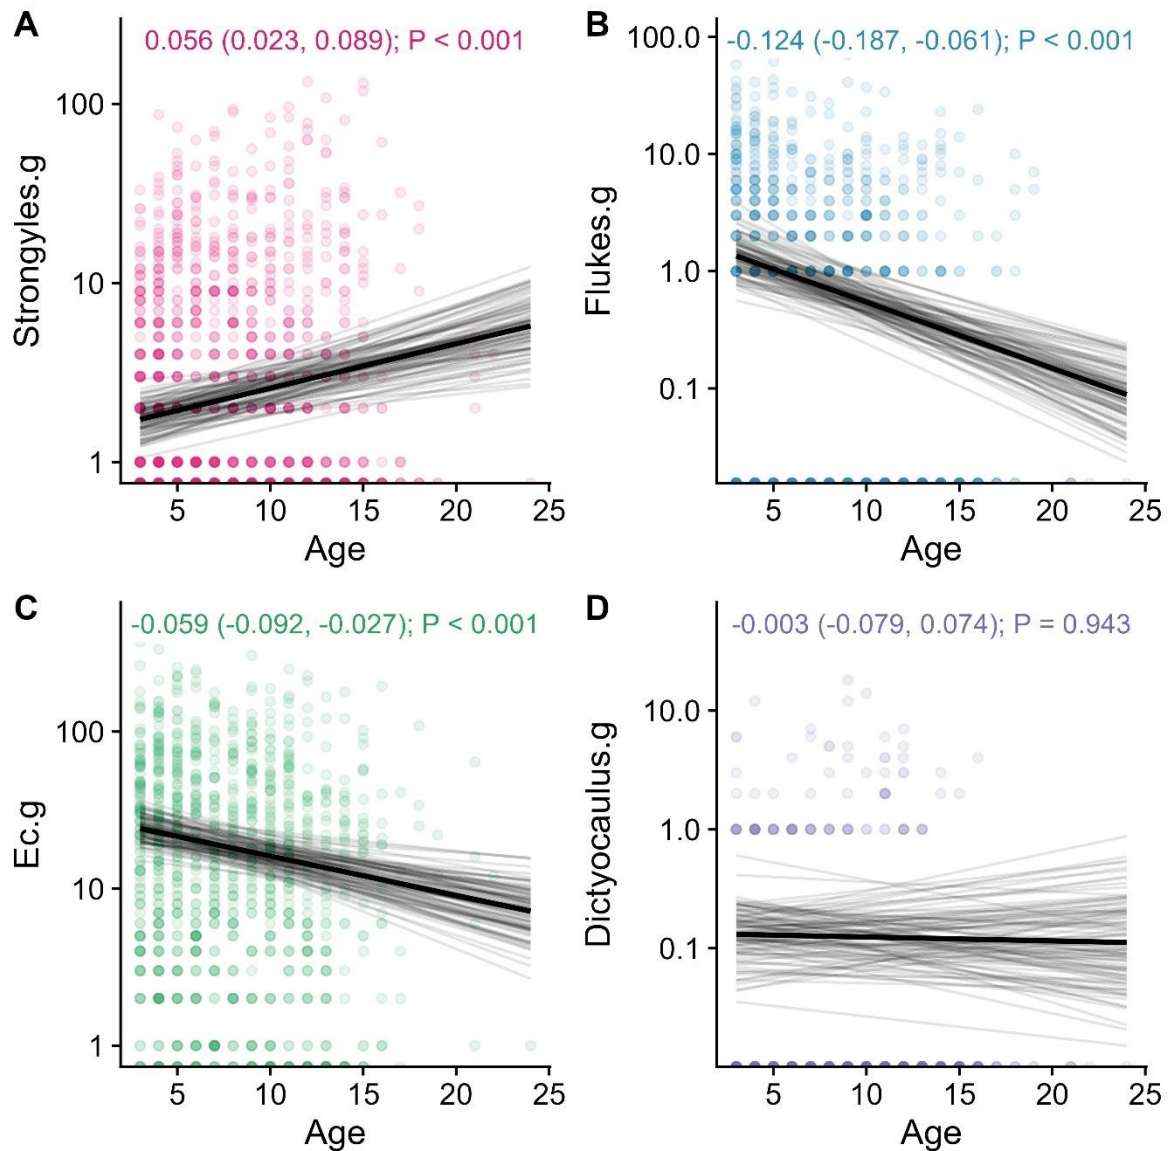 A
0.056 (0.023, 0.089); P < 0.001
Strongyles.g
100
10
1
5 10 15 20 25
Age
B
-0.124 (-0.187, -0.061); P < 0.001
Flukes.g
100.0
10.0
1.0
0.1
5 10 15 20 25
Age
C
-0.059 (-0.092, -0.027); P < 0.001
Ec.g
100
10
1
5 10 15 20 25
Age
D
-0.003 (-0.079, 0.074); P = 0.943
Dictyocaulus.g
10.0
1.0
0.1
5 10 15 20 25
Age